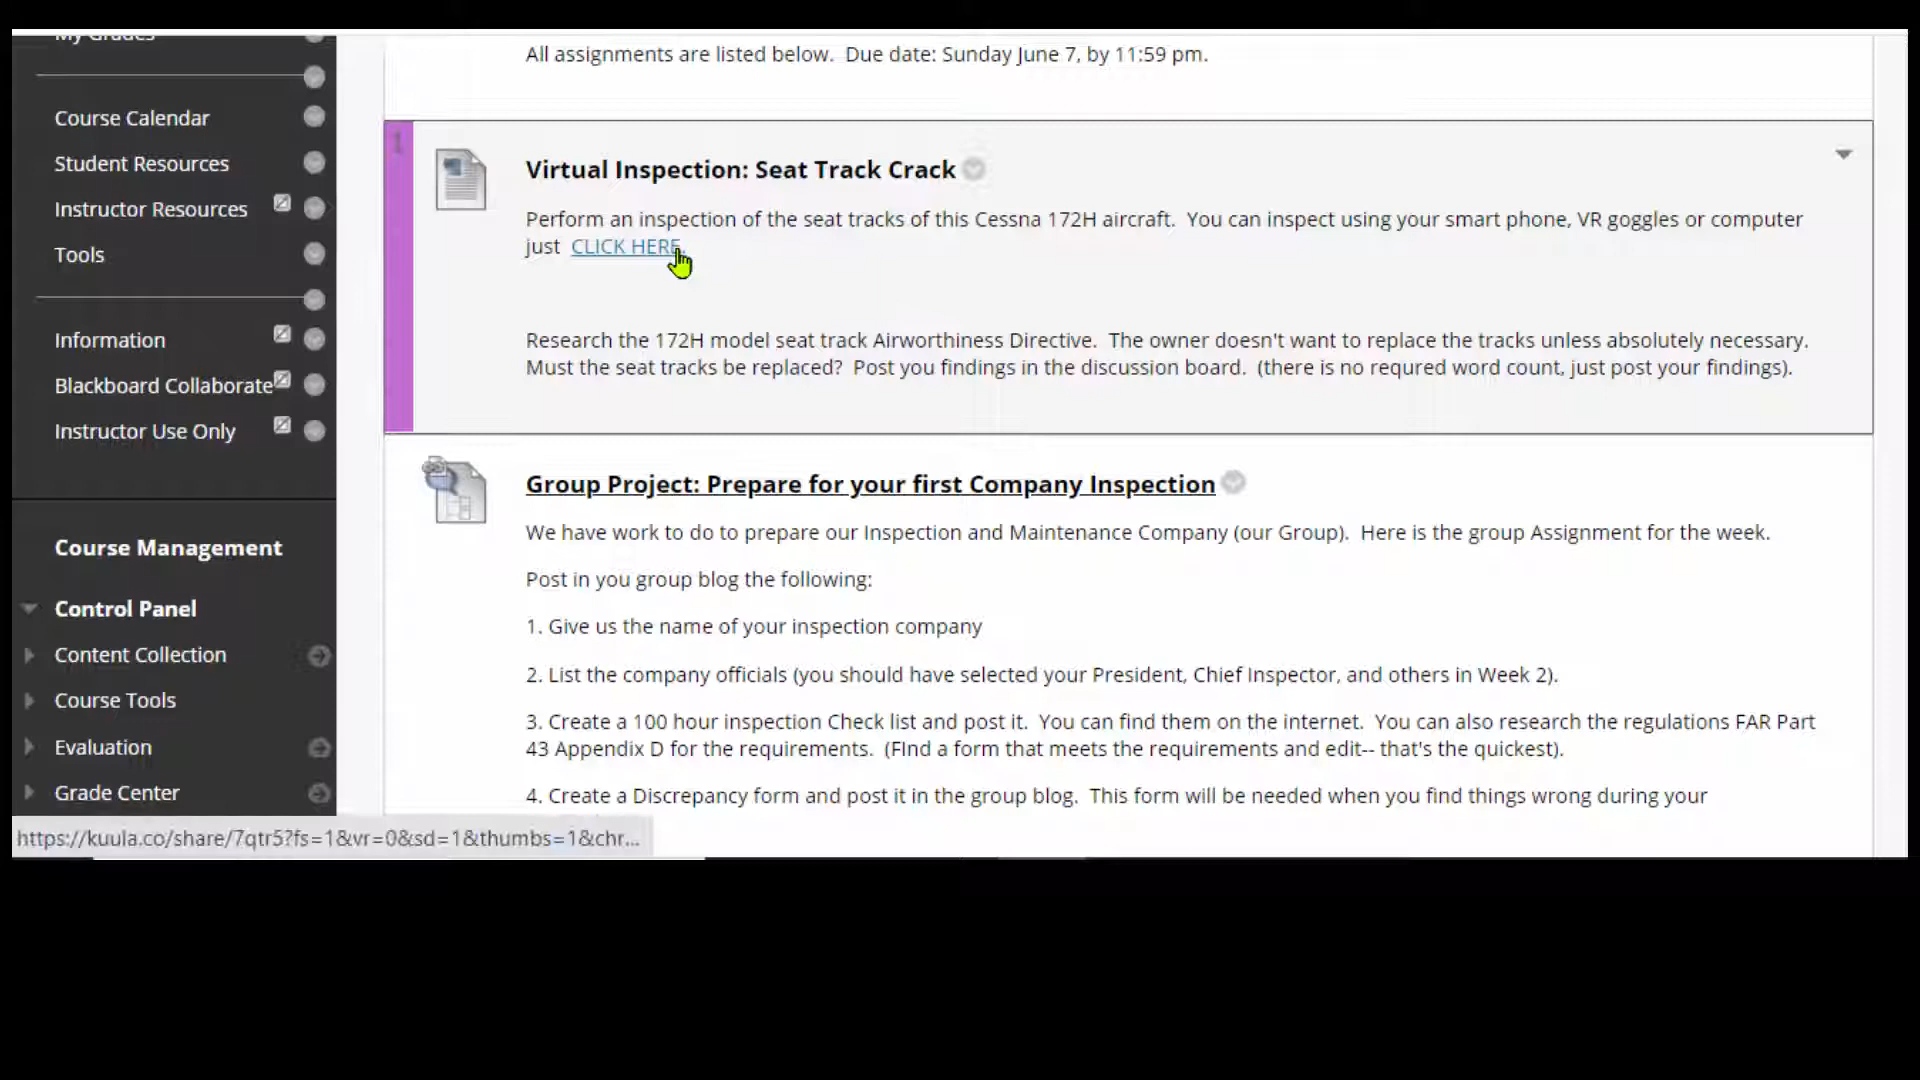 My Grades
Course Calendar
Student Resources
Instructor Resources
Tools
Information
Blackboard Collaborate
Instructor Use Only
Course Management
Control Panel
Content Collection
Course Tools
Evaluation
Grade Center
https://kuula.co/share/7qtr5?fs=1&vr=0&sd=1&thumbs=1&chr...
All assignments are listed below.  Due date: Sunday June 7, by 11:59 pm.
1
Virtual Inspection: Seat Track Crack
Perform an inspection of the seat tracks of this Cessna 172H aircraft.  You can inspect using your smart phone, VR goggles or computer
just  CLICK HERE.
Research the 172H model seat track Airworthiness Directive.  The owner doesn't want to replace the tracks unless absolutely necessary.
Must the seat tracks be replaced?  Post you findings in the discussion board.  (there is no requred word count, just post your findings).
Group Project: Prepare for your first Company Inspection
We have work to do to prepare our Inspection and Maintenance Company (our Group).  Here is the group Assignment for the week.
Post in you group blog the following:
1. Give us the name of your inspection company
2. List the company officials (you should have selected your President, Chief Inspector, and others in Week 2).
3. Create a 100 hour inspection Check list and post it.  You can find them on the internet.  You can also research the regulations FAR Part
43 Appendix D for the requirements.  (FInd a form that meets the requirements and edit-- that's the quickest).
4. Create a Discrepancy form and post it in the group blog.  This form will be needed when you find things wrong during your